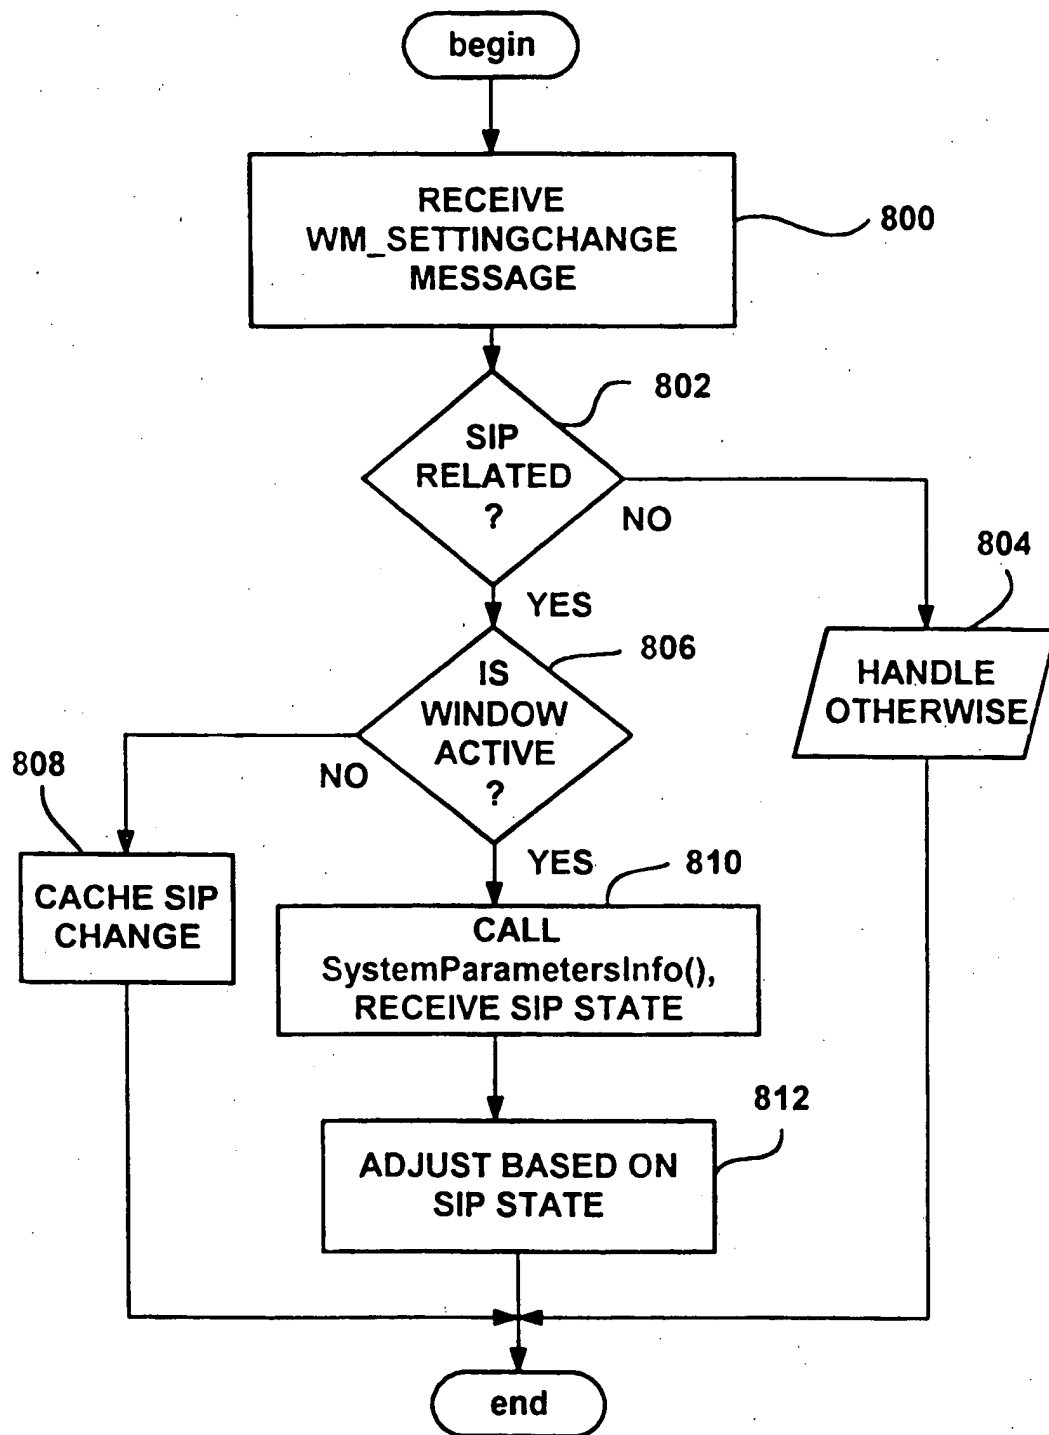 begin
RECEIVE
WM_SETTINGCHANGE
MESSAGE
800
802
SIP
RELATED
?
NO
YES
804
HANDLE
OTHERWISE
806
IS
WINDOW
ACTIVE
?
NO
YES
808
CACHE SIP
CHANGE
810
CALL
SystemParametersInfo(),
RECEIVE SIP STATE
812
ADJUST BASED ON
SIP STATE
end